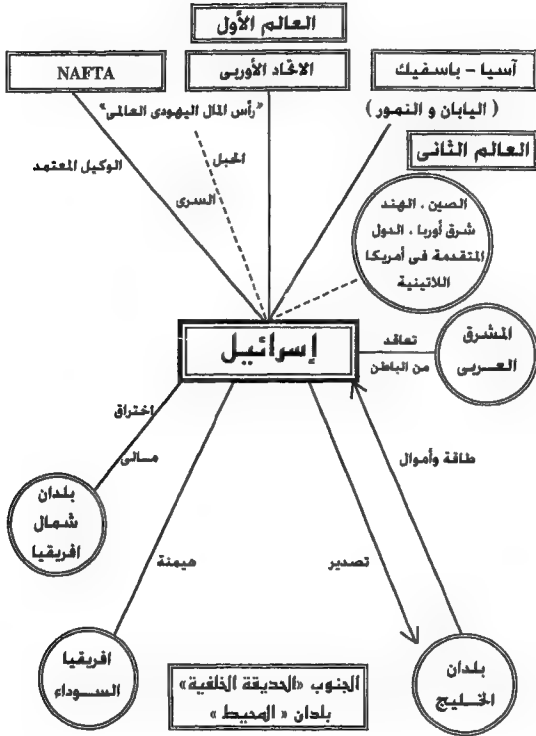 العالم الأول
آسيا - باسفيك
الاتحاد الأوربى
NAFTA
( اليابان و النمور )
«رأس المال اليهودى العالمى»
الحبل
السرى
الوكيل المعتمد
العالم الثانى
الصين . الهند
شرق أوربا . الدول
المتقدمة فى أمريكا
اللاتينية
إسرائيل
تعاقد
من الباطن
المشرق
العربى
اختراق
مسالى
طاقة وأموال
بلدان
شمال
افريقيا
هيمنة
تصدير
افريقيا
السوداء
الجنوب «الحديقة الخلفية»
بلدان « المحيط »
بلدان
الخليج